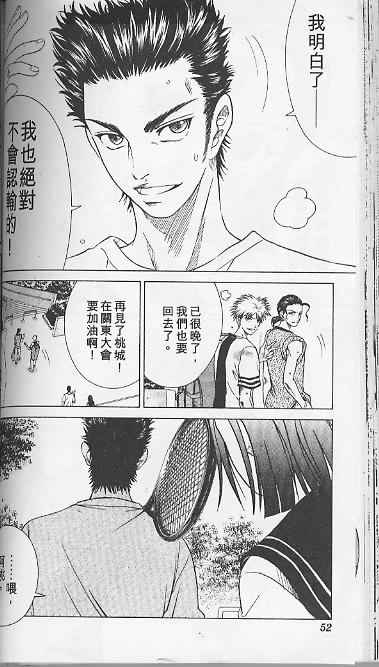 我明白了——
我也絕對
不會認輸
的！
己很晚了，
我們也要
回去了。
再見了桃城！
在關東大會
要加油啊！
……喂，
52